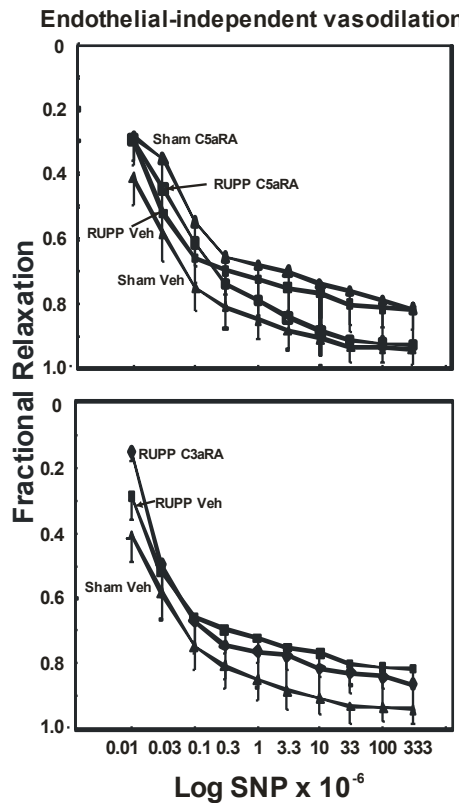 Endothelial-independent vasodilation
Fractional Relaxation
0
0.2
0.4
0.6
0.8
1.0
Sham C5aRA
RUPP C5aRA
RUPP Veh
Sham Veh
0
0.2
0.4
0.6
0.8
1.0
RUPP C3aRA
RUPP Veh
Sham Veh
0.01 0.03 0.1 0.3 1 3.3 10 33 100 333
Log SNP x 10-6